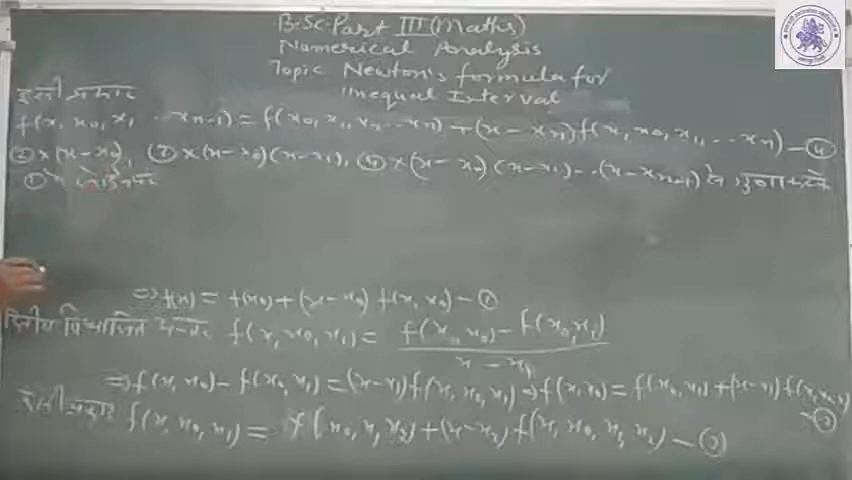 B.Sc. Part III (Maths)
Numerical Analysis
Topic Newton's formula for
Inequal Interval
इसी प्रकार
f(x, x₀, x₁ ... xₙ₋₁) = f(x₀, x₁, x₂ ... xₙ) + (x - xₙ) f(x, x₀, x₁, ... xₙ) - ④
② × (x - x₀), ③ × (x - x₀)(x - x₁), ④ × (x - x₀)(x - x₁) ... (x - xₙ₋₁) से गुणा करके
① में जोड़ने पर
⇒ f(x) = f(x₀) + (x - x₀) f(x, x₀) - ①
द्वितीय विभाजित अन्तर f(x, x₀, x₁) = f(x, x₀) - f(x₀, x₁)
x - x₁
⇒ f(x, x₀) - f(x₀, x₁) = (x - x₁) f(x, x₀, x₁) ⇒ f(x, x₀) = f(x₀, x₁) + (x - x₁) f(x, x₀, x₁)
- ②
इसी प्रकार f(x, x₀, x₁) = f(x₀, x₁, x₂) + (x - x₂) f(x, x₀, x₁, x₂) - ③